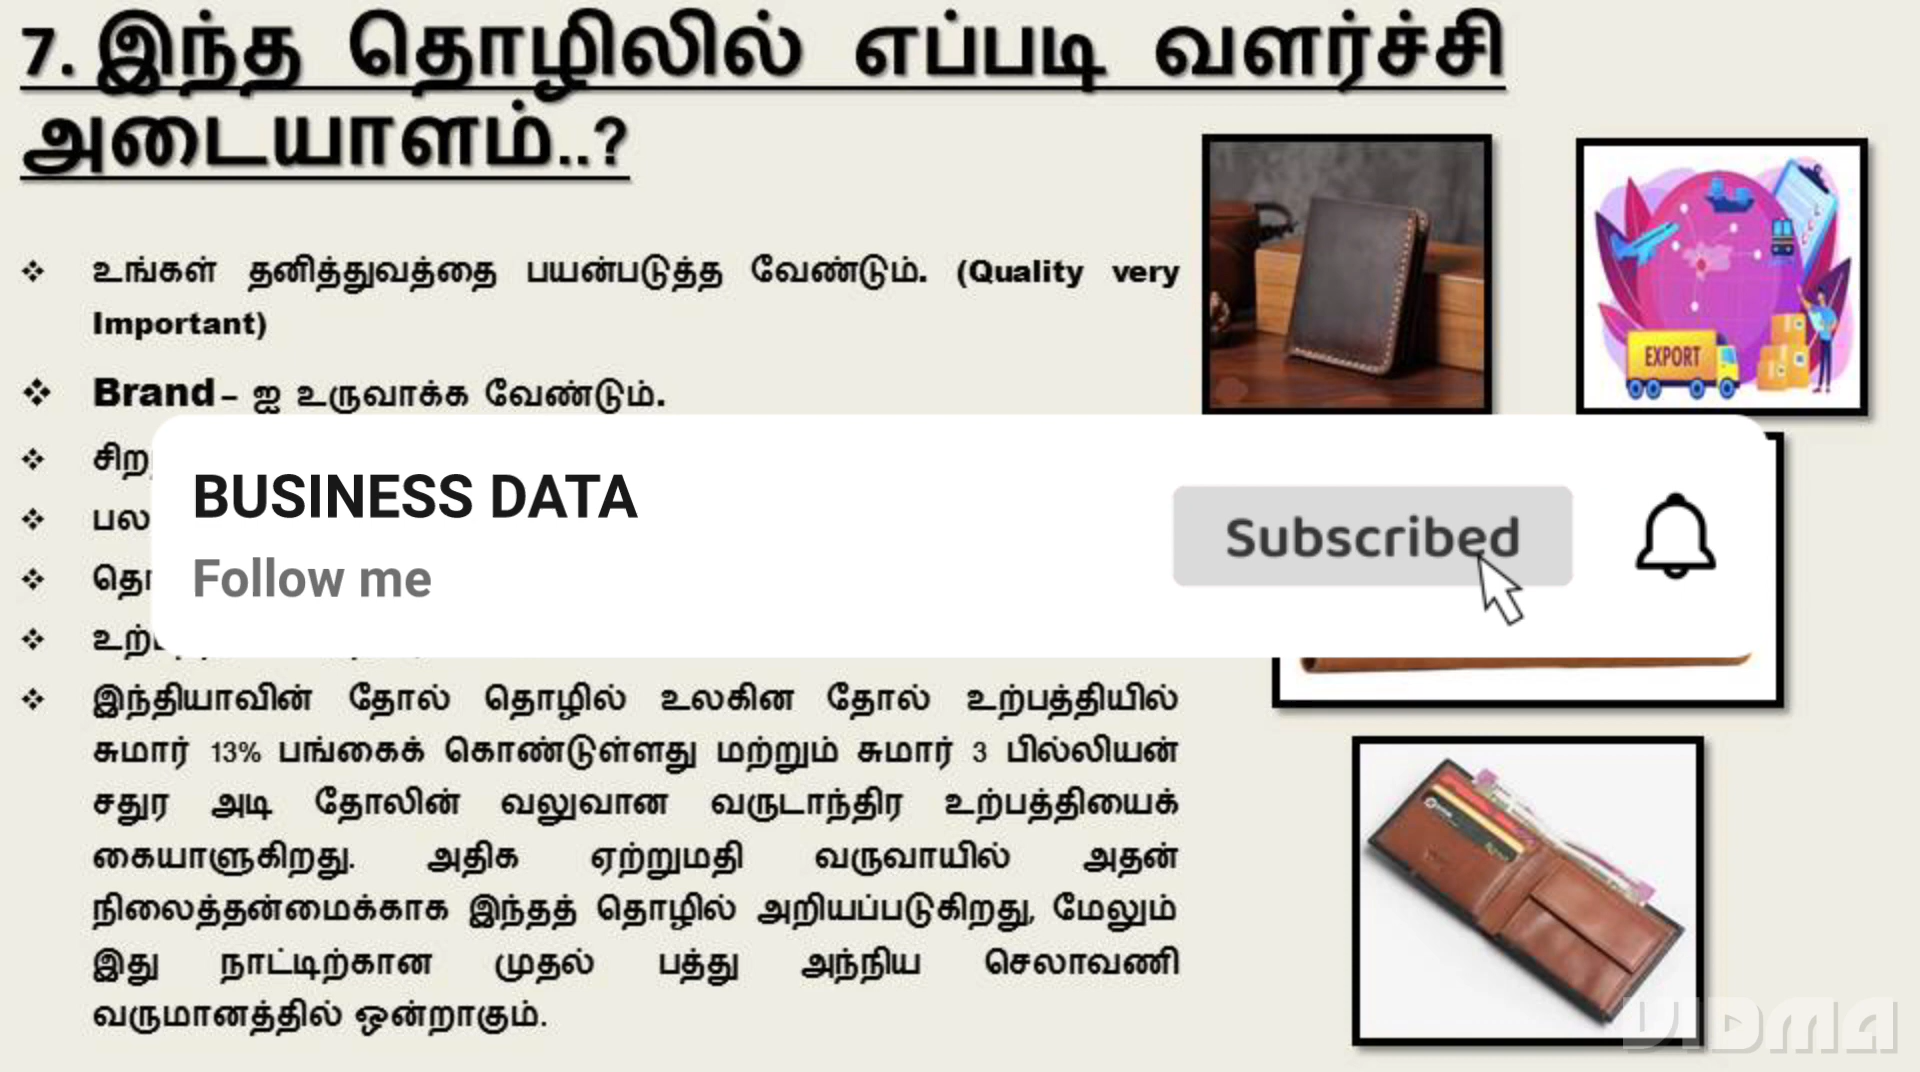 7. இந்த தொழிலில் எப்படி வளர்ச்சி
அடையாளம்..?
உங்கள் தனித்துவத்தை பயன்படுத்த வேண்டும். (Quality very
Important)
Brand – ஐ உருவாக்க வேண்டும்.
BUSINESS DATA
Follow me
Subscribed
EXPORT
இந்தியாவின் தோல் தொழில் உலகின தோல் உற்பத்தியில்
சுமார் 13% பங்கைக் கொண்டுள்ளது மற்றும் சுமார் 3 பில்லியன்
சதுர அடி தோலின் வலுவான வருடாந்திர உற்பத்தியைக்
கையாளுகிறது. அதிக ஏற்றுமதி வருவாயில் அதன்
நிலைத்தன்மைக்காக இந்தத் தொழில் அறியப்படுகிறது, மேலும்
இது நாட்டிற்கான முதல் பத்து அந்நிய செலாவணி
வருமானத்தில் ஒன்றாகும்.
VIDMA